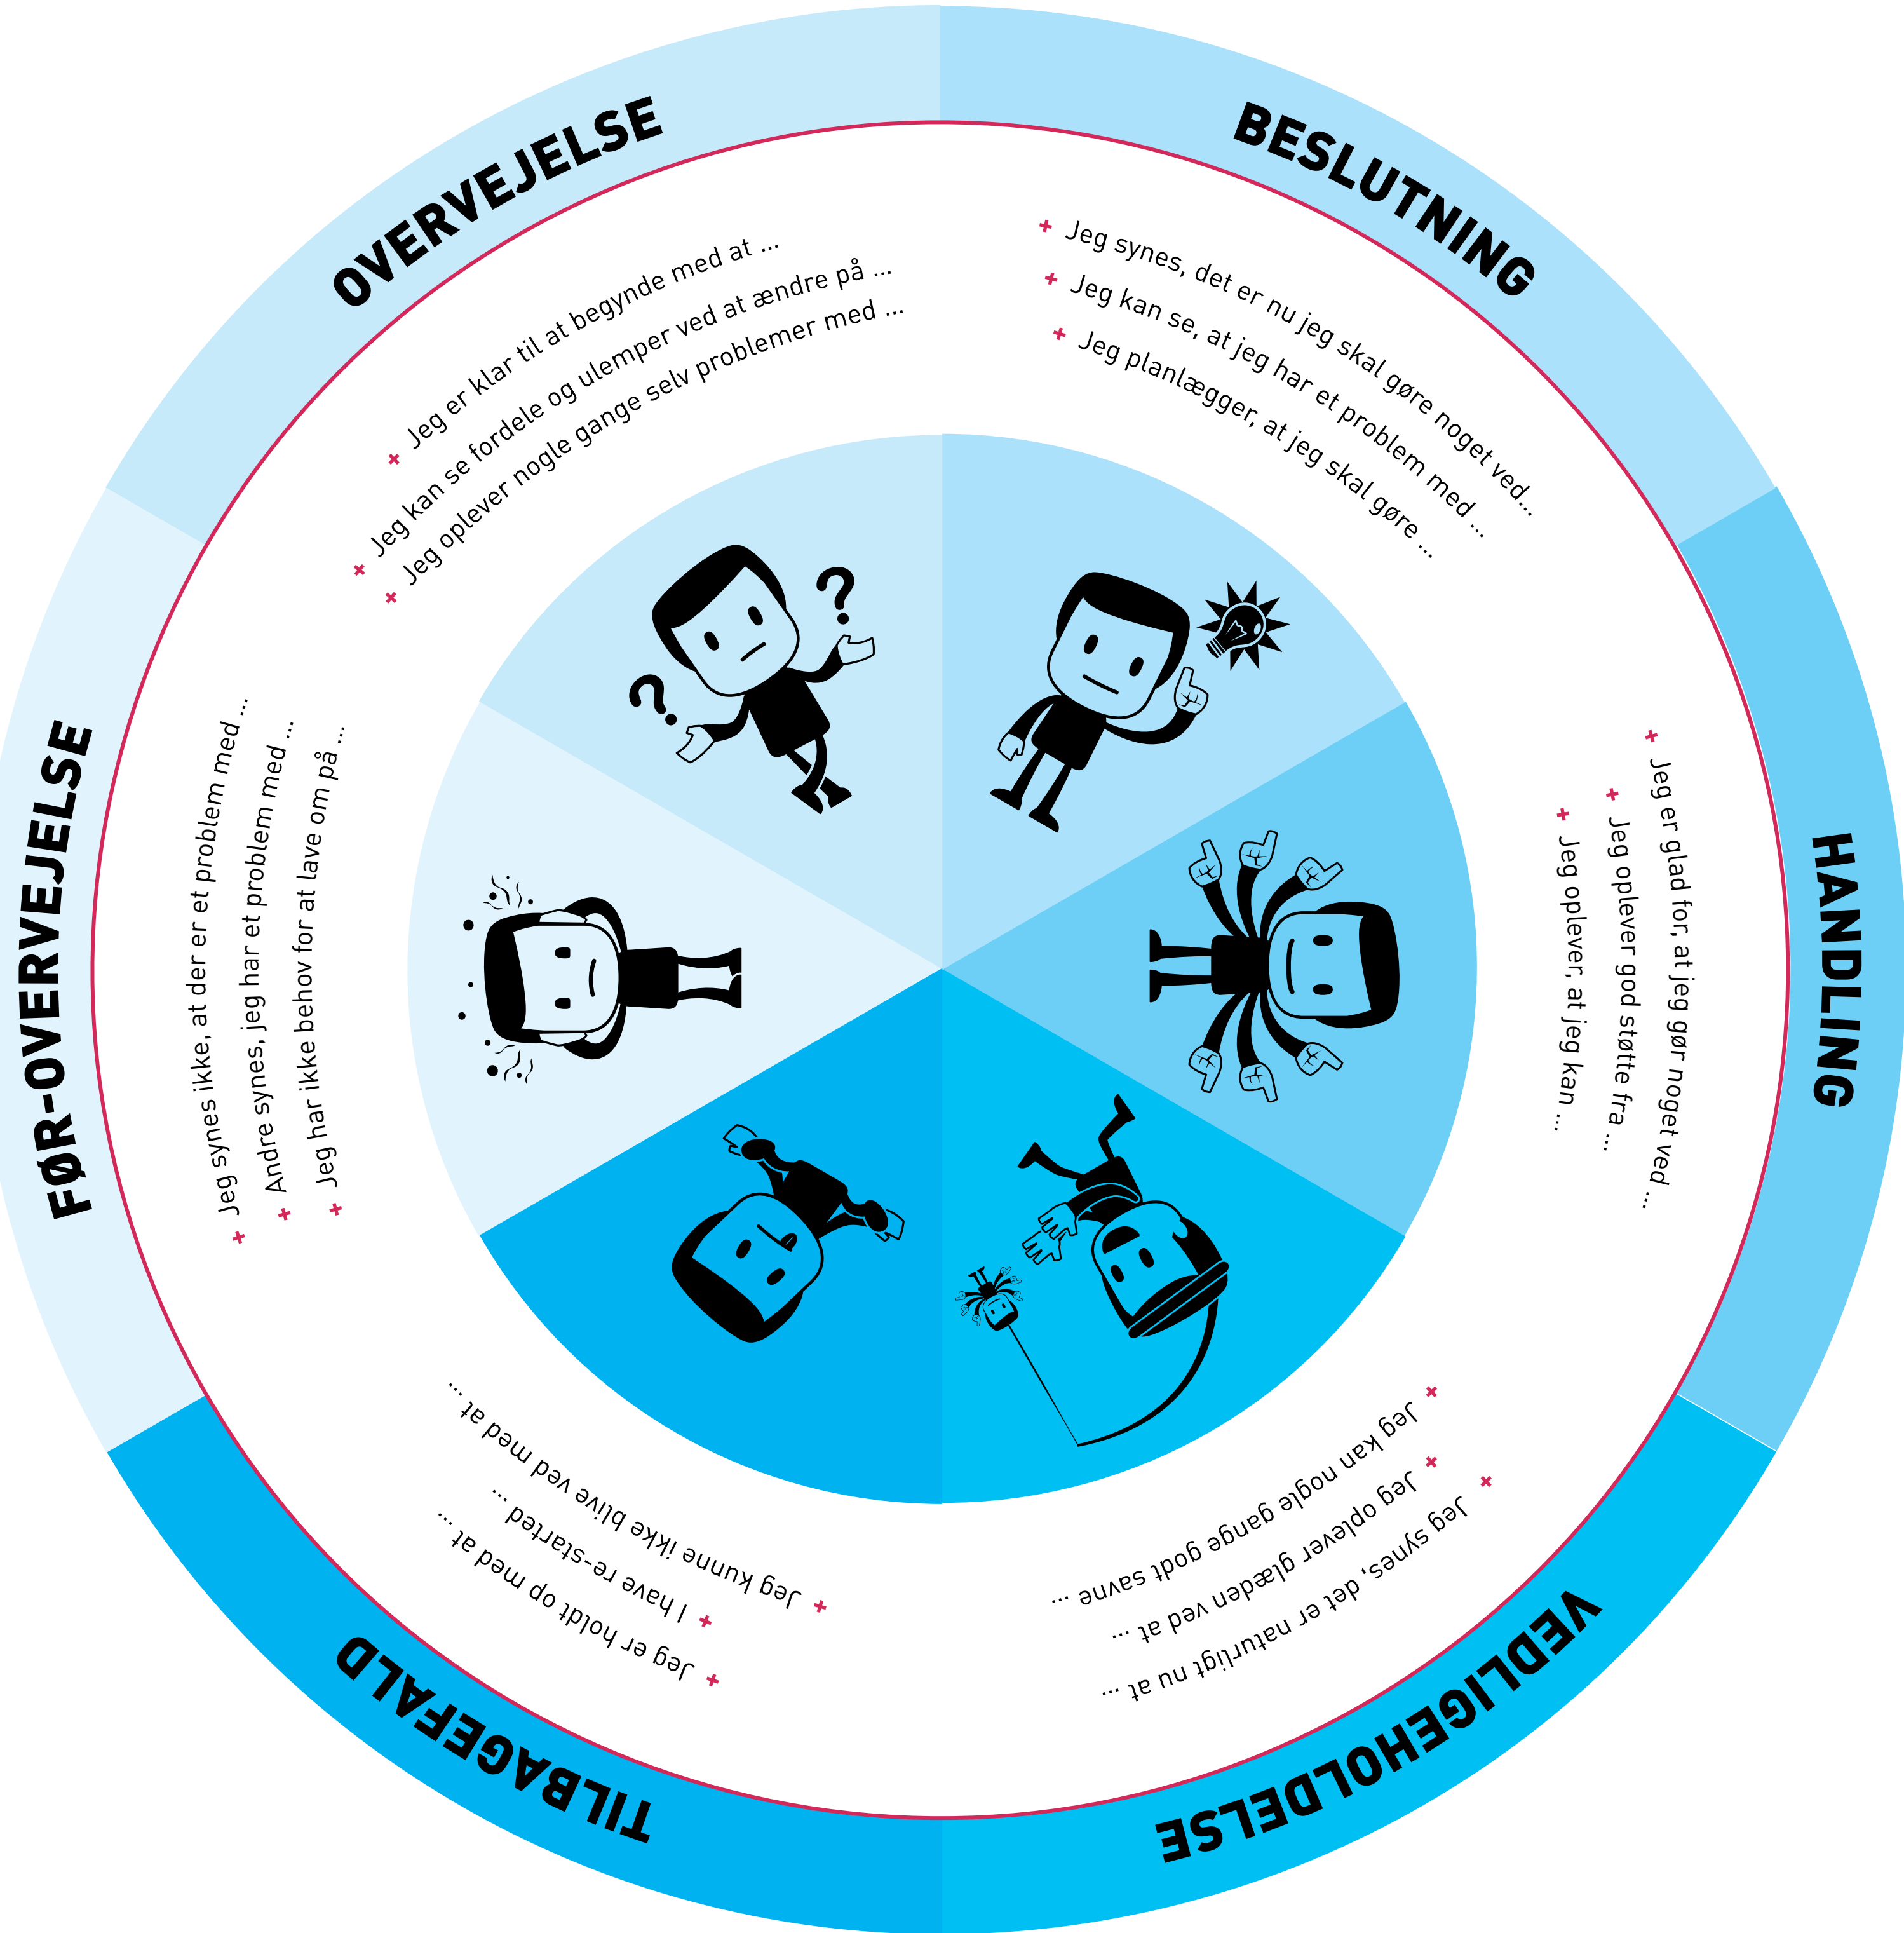 FØR-OVERVEJELSE
Jeg synes ikke, at der er et problem med ...
Andre synes, jeg har et problem med ...
Jeg har ikke behov for at lave om på ...
OVERVEJELSE
Jeg er klar til at begynde med at ...
Jeg kan se fordele og ulemper ved at ændre på ...
Jeg oplever nogle gange selv problemer med ...
BESLUTNING
Jeg synes, det er nu jeg skal gøre noget ved...
Jeg kan se, at jeg har et problem med ...
Jeg planlægger, at jeg skal gøre ...
HANDLING
Jeg er glad for, at jeg gør noget ved ...
Jeg oplever god støtte fra ...
Jeg oplever, at jeg kan ...
VEDLIGEHOLDELSE
Jeg synes, det er naturligt nu at ...
Jeg oplever glæden ved at ...
Jeg kan nogle gange godt savne ...
TILBAGEFALD
Jeg er holdt op med at ...
I have re-started ...
Jeg kunne ikke blive ved med at ...
? ?